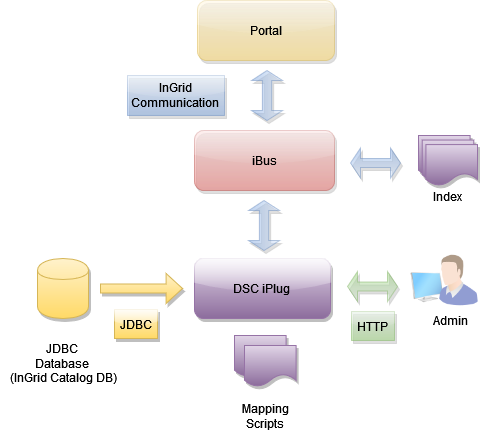 Portal
InGrid
Communication
iBus
Index
DSC iPlug
JDBC
HTTP
Admin
JDBC
Database
(InGrid Catalog DB)
Mapping
Scripts